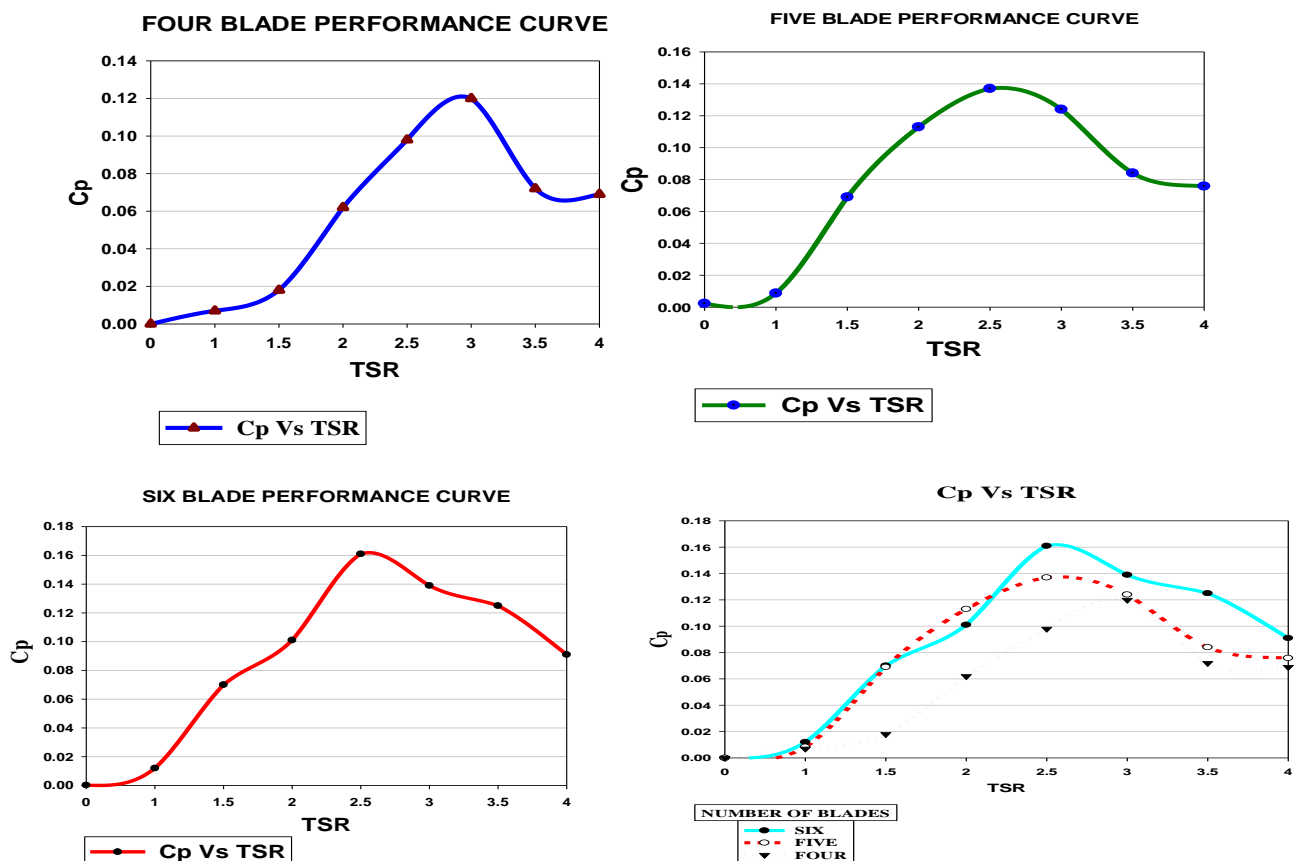 FOUR BLADE PERFORMANCE CURVE
0.14
0.12
0.10
0.08
0.06
0.04
0.02
0.00
Cp
0 1 1.5 2 2.5 3 3.5 4
TSR
Cp Vs TSR
FIVE BLADE PERFORMANCE CURVE
0.16
0.14
0.12
0.10
0.08
0.06
0.04
0.02
0.00
Cp
0 1 1.5 2 2.5 3 3.5 4
TSR
Cp Vs TSR
SIX BLADE PERFORMANCE CURVE
0.18
0.16
0.14
0.12
0.10
0.08
0.06
0.04
0.02
0.00
Cp
0 1 1.5 2 2.5 3 3.5 4
TSR
Cp Vs TSR
Cp Vs TSR
0.18
0.16
0.14
0.12
0.10
0.08
0.06
0.04
0.02
0.00
Cp
0 1 1.5 2 2.5 3 3.5 4
TSR
NUMBER OF BLADES
SIX
FIVE
FOUR